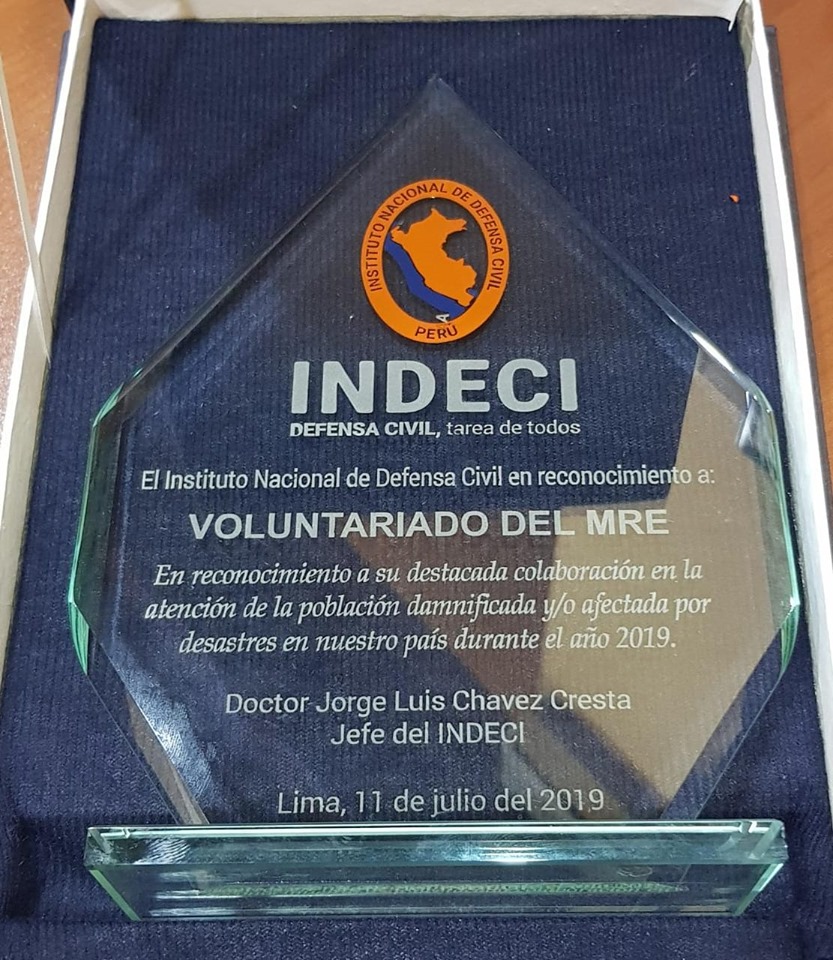 INSTITUTO NACIONAL DE DEFENSA CIVIL
PERÚ
INDECI
DEFENSA CIVIL, tarea de todos
El Instituto Nacional de Defensa Civil en reconocimiento a:
VOLUNTARIADO DEL MRE
En reconocimiento a su destacada colaboración en la
atención de la población damnificada y/o afectada por
desastres en nuestro país durante el año 2019.
Doctor Jorge Luis Chavez Cresta
Jefe del INDECI
Lima, 11 de julio del 2019